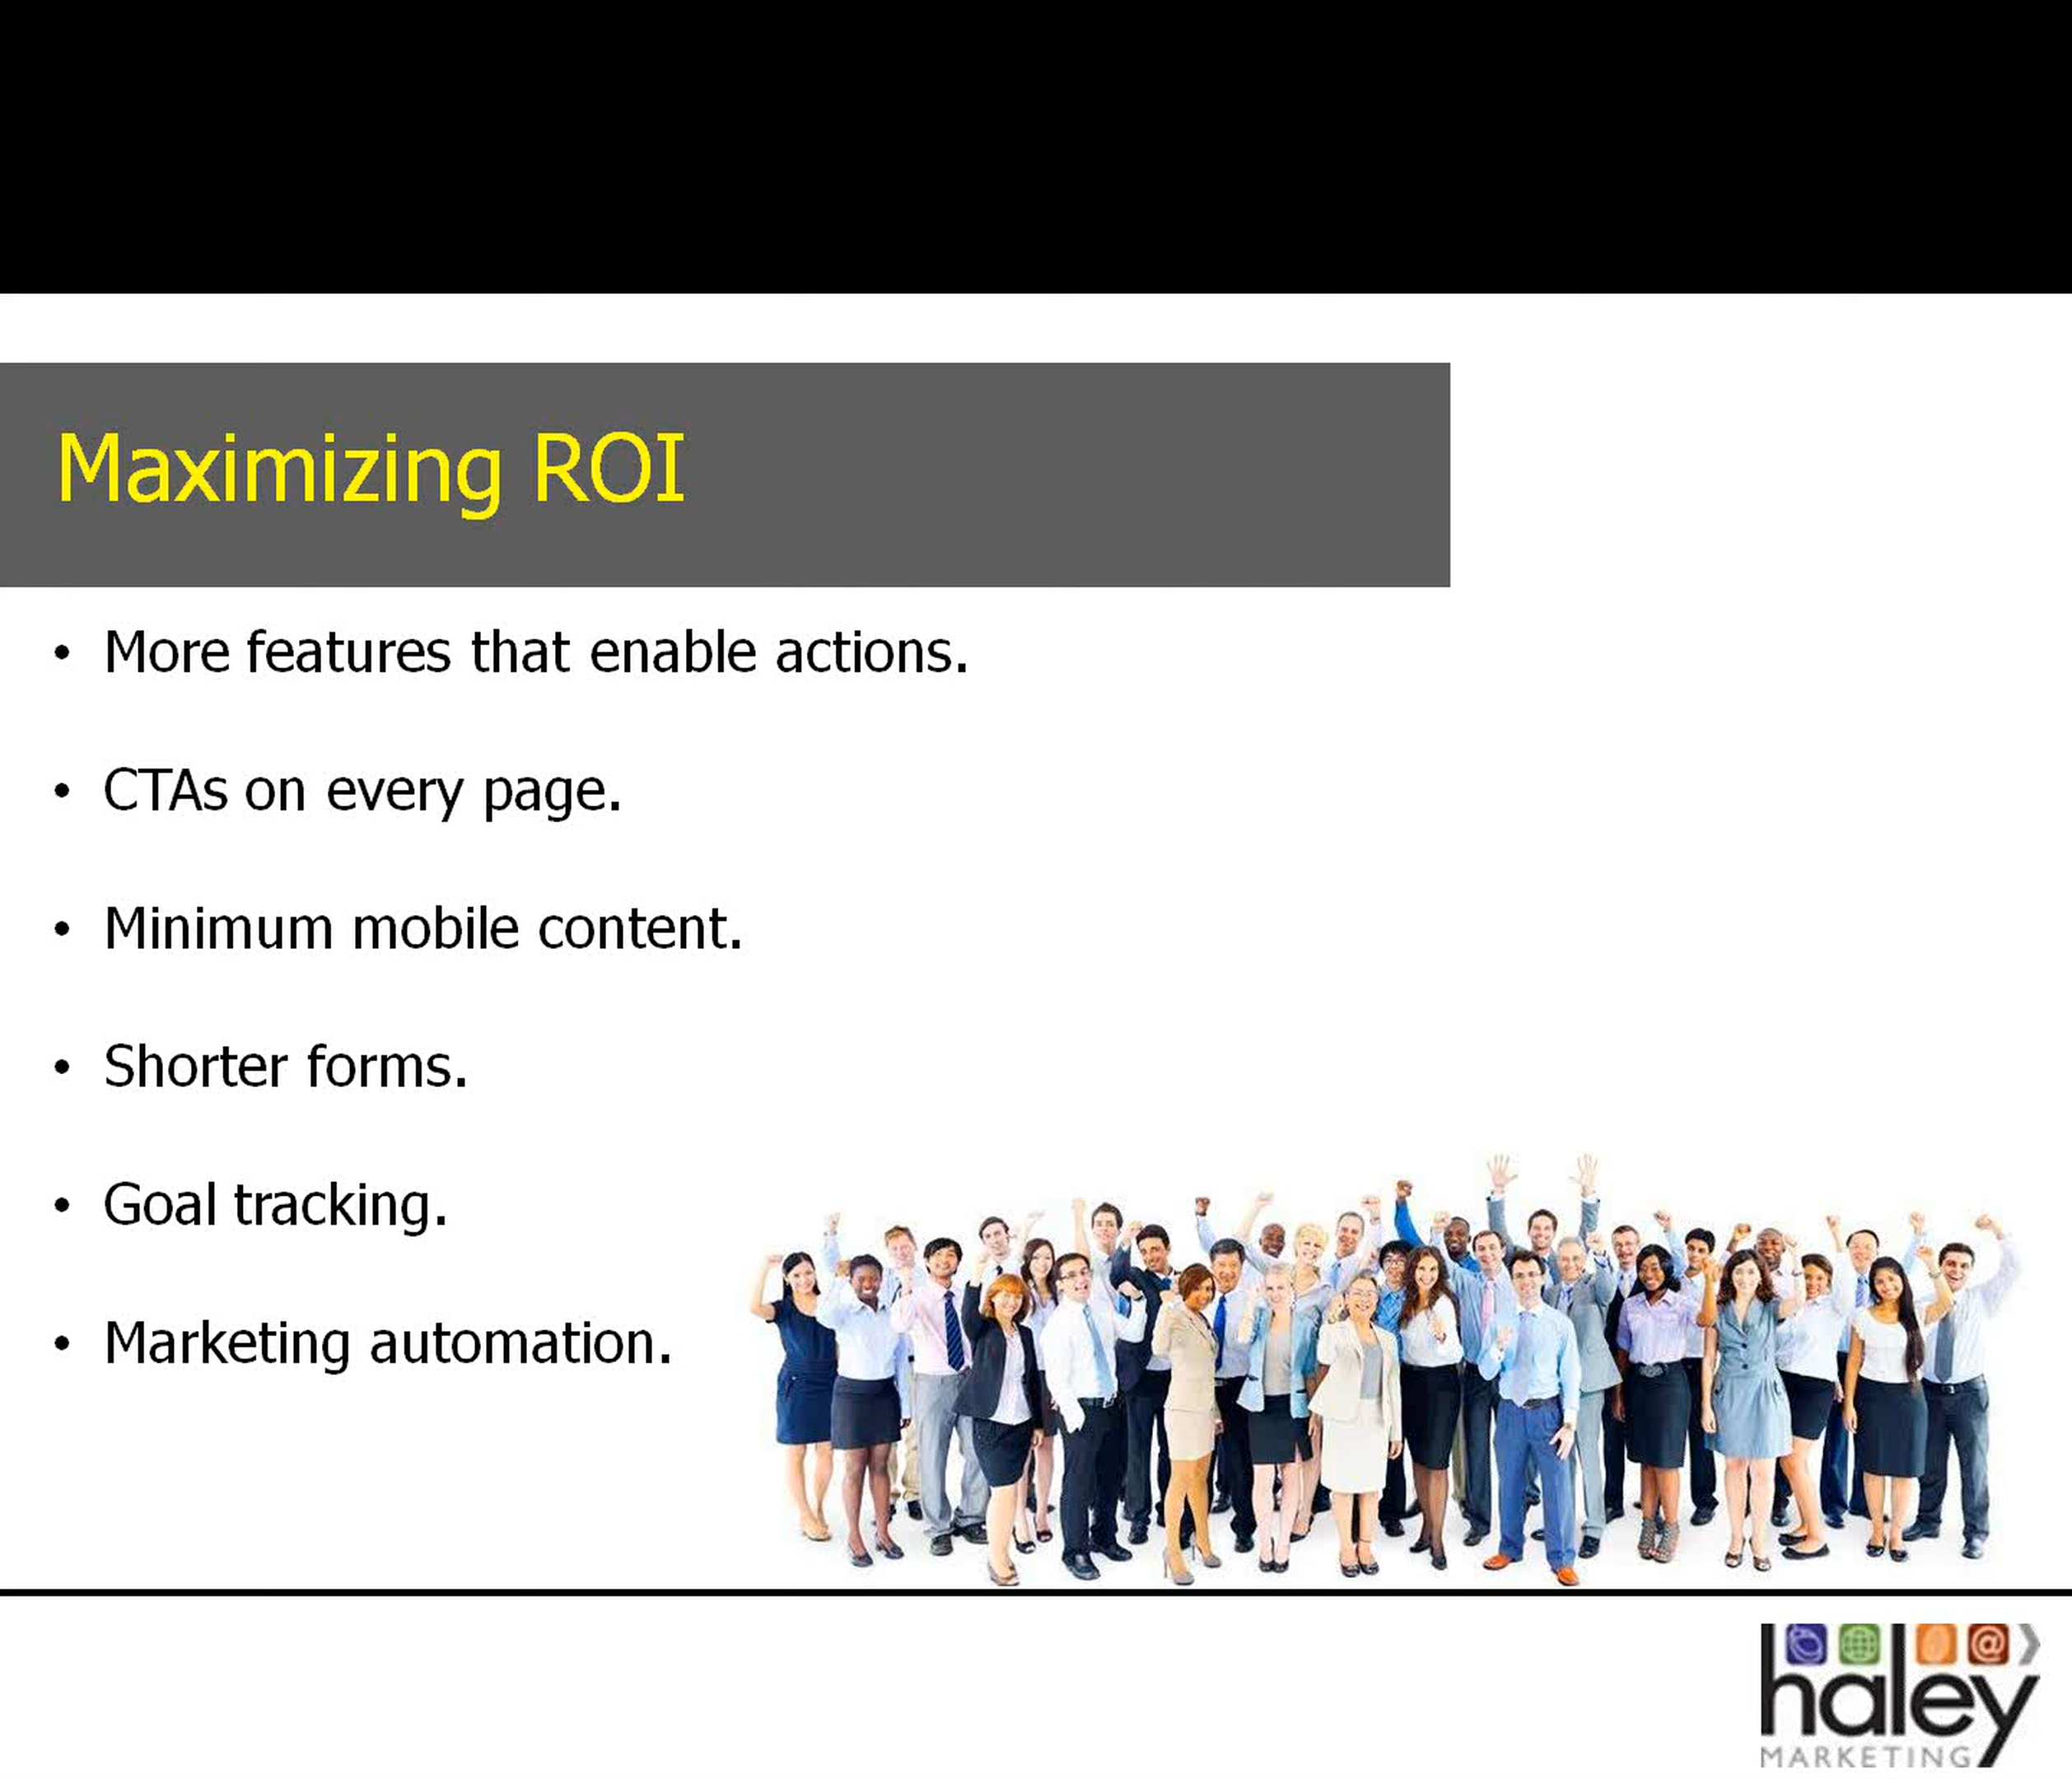 Maximizing ROI
• More features that enable actions.
• CTAs on every page.
• Minimum mobile content.
• Shorter forms.
• Goal tracking.
• Marketing automation.
haley
MARKETING